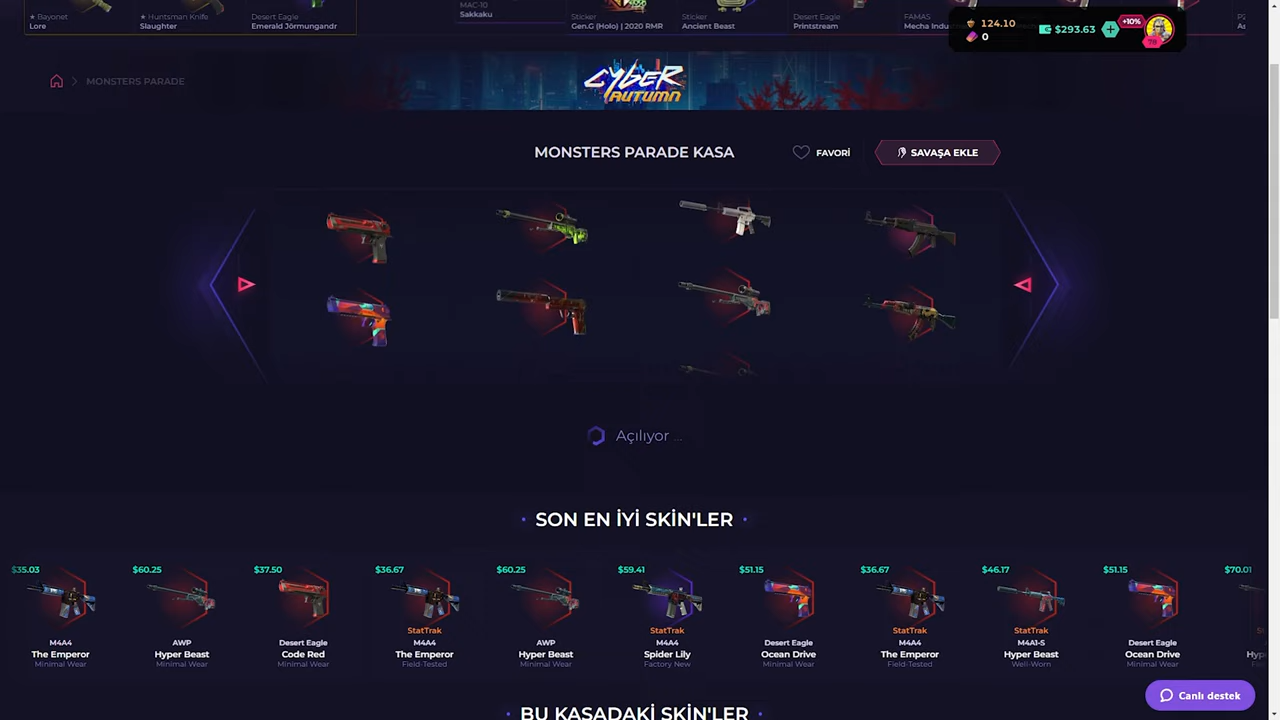 MAC-10
Sakkaku
★ Bayonet
Lore
★ Huntsman Knife
Slaughter
Desert Eagle
Emerald Jörmungandr
Sticker
Gen.G (Holo) | 2020 RMR
Sticker
Ancient Beast
Desert Eagle
Printstream
FAMAS
Mecha Indu
124.10
0
$293.63
+10%
MONSTERS PARADE
CYBER
AUTUMN
MONSTERS PARADE KASA
FAVORİ
SAVAŞA EKLE
Açılıyor ...
SON EN İYİ SKİN'LER
$35.03
M4A4
The Emperor
Minimal Wear
$60.25
AWP
Hyper Beast
Minimal Wear
$37.50
Desert Eagle
Code Red
Minimal Wear
$36.67
StatTrak
M4A4
The Emperor
Field-Tested
$60.25
AWP
Hyper Beast
Minimal Wear
$59.41
StatTrak
M4A4
Spider Lily
Factory New
$51.15
Desert Eagle
Ocean Drive
Minimal Wear
$36.67
StatTrak
M4A4
The Emperor
Field-Tested
$46.17
StatTrak
M4A1-S
Hyper Beast
Well-Worn
$51.15
Desert Eagle
Ocean Drive
Minimal Wear
$70.01
Hyp
Canlı destek
BU KASADAKİ SKİN'LER